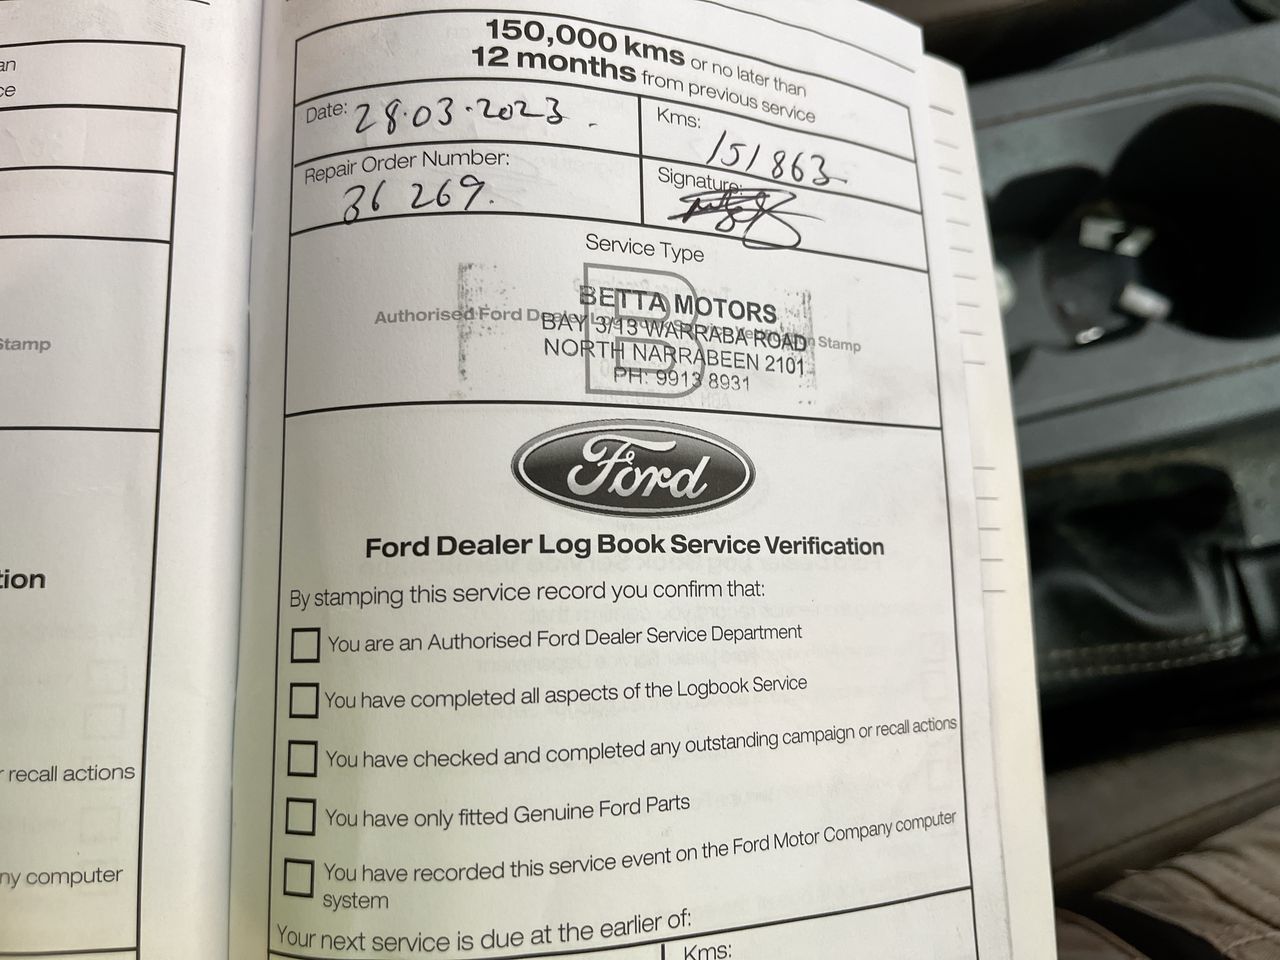 an
ce
Stamp
tion
recall actions
ny computer
150,000 kms or no later than
12 months from previous service
Date: 28.03.2023.
Kms: 151863
Repair Order Number: 36 269.
Signature:
Service Type
Authorised Ford Dealer Stamp
BETTA MOTORS
BAY 3/13 WARRABA ROAD
NORTH NARRABEEN 2101
PH: 9913 8931
B
Ford
Ford Dealer Log Book Service Verification
By stamping this service record you confirm that:
You are an Authorised Ford Dealer Service Department
You have completed all aspects of the Logbook Service
You have checked and completed any outstanding campaign or recall actions
You have only fitted Genuine Ford Parts
You have recorded this service event on the Ford Motor Company computer
system
Your next service is due at the earlier of:
Kms: